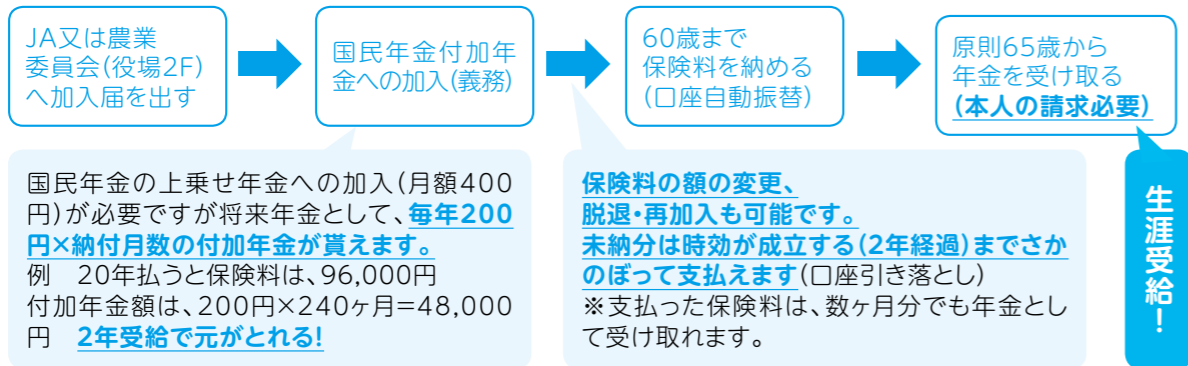 JA又は農業
委員会(役場2F)
へ加入届を出す
国民年金付加年
金への加入(義務)
60歳まで
保険料を納める
(口座自動振替)
原則65歳から
年金を受け取る
(本人の請求必要)
国民年金の上乗せ年金への加入(月額400
円)が必要ですが将来年金として、毎年200
円×納付月数の付加年金が貰えます。
例　20年払うと保険料は、96,000円
付加年金額は、200円×240ヶ月=48,000
円　2年受給で元がとれる!
保険料の額の変更、
脱退・再加入も可能です。
未納分は時効が成立する(2年経過)までさか
のぼって支払えます(口座引き落とし)
※支払った保険料は、数ヶ月分でも年金とし
て受け取れます。
生涯受給!